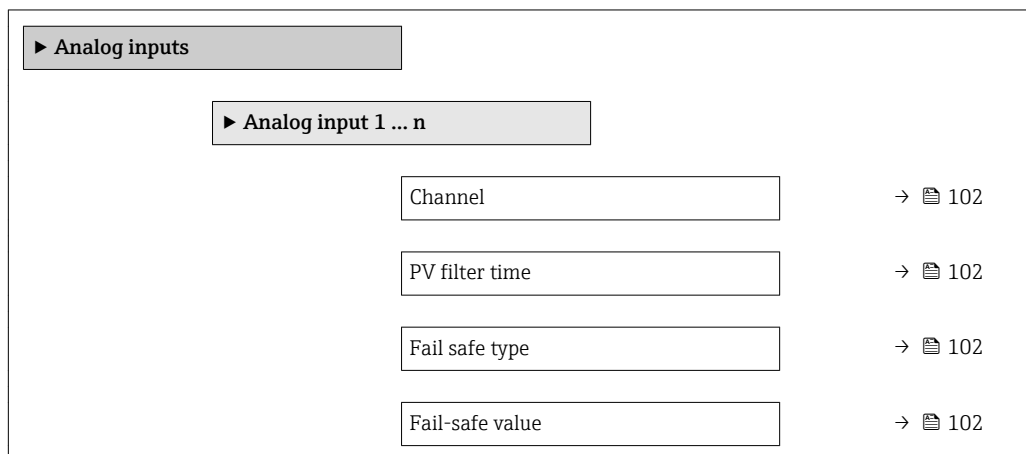 ▶ Analog inputs
▶ Analog input 1 … n
Channel → 102
PV filter time → 102
Fail safe type → 102
Fail-safe value → 102